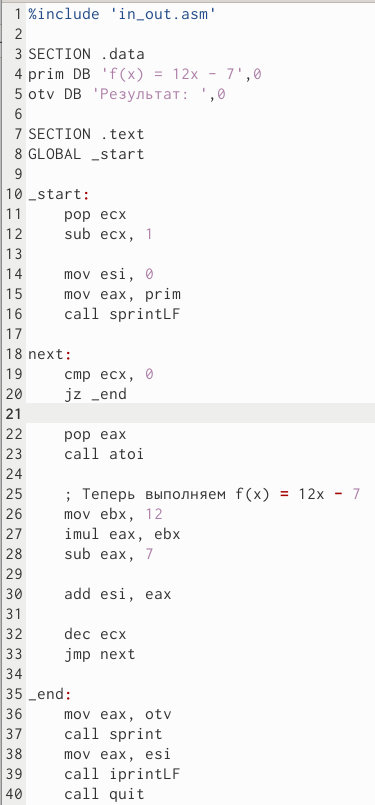 1 %include 'in_out.asm'
2
3 SECTION .data
4 prim DB 'f(x) = 12x - 7',0
5 otv DB 'Результат: ',0
6
7 SECTION .text
8 GLOBAL _start
9
10 _start:
11     pop ecx
12     sub ecx, 1
13
14     mov esi, 0
15     mov eax, prim
16     call sprintLF
17
18 next:
19     cmp ecx, 0
20     jz _end
21
22     pop eax
23     call atoi
24
25     ; Теперь выполняем f(x) = 12x - 7
26     mov ebx, 12
27     imul eax, ebx
28     sub eax, 7
29
30     add esi, eax
31
32     dec ecx
33     jmp next
34
35 _end:
36     mov eax, otv
37     call sprint
38     mov eax, esi
39     call iprintLF
40     call quit